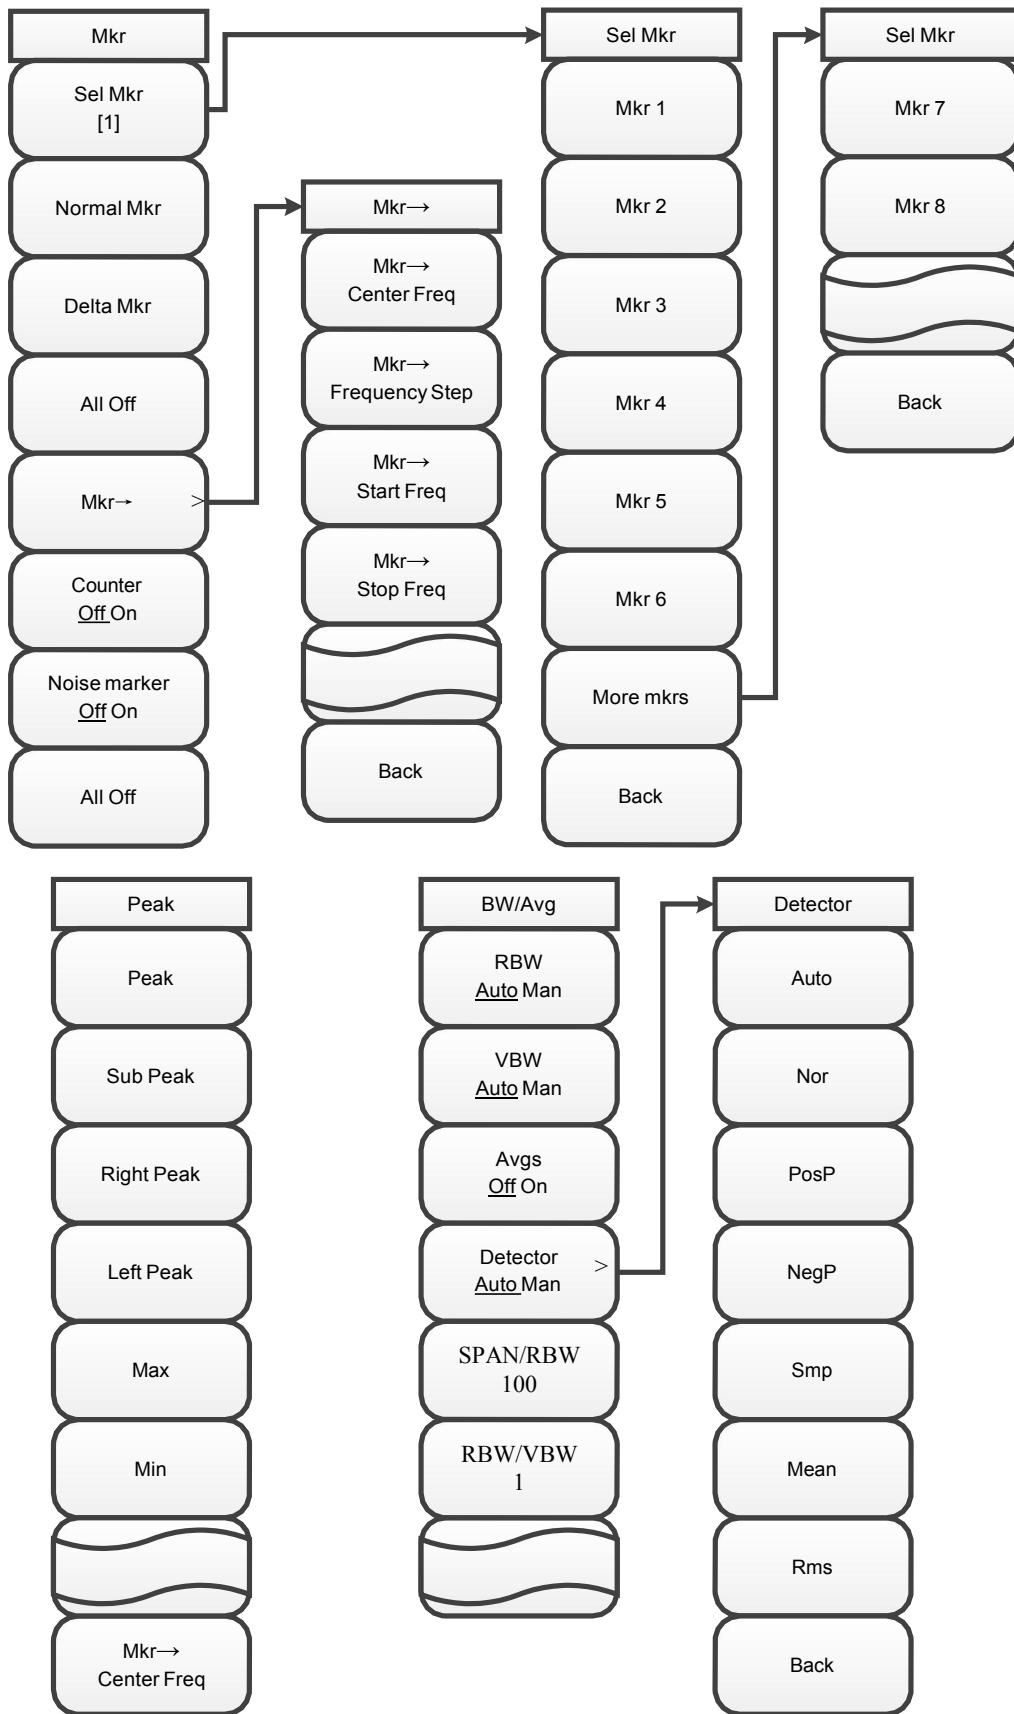 Mkr
Sel Mkr
[1]
Normal Mkr
Delta Mkr
All Off
Mkr→ >
Counter
Off On
Noise marker
Off On
All Off
Mkr→
Mkr→
Center Freq
Mkr→
Frequency Step
Mkr→
Start Freq
Mkr→
Stop Freq
Back
Sel Mkr
Mkr 1
Mkr 2
Mkr 3
Mkr 4
Mkr 5
Mkr 6
More mkrs
Back
Sel Mkr
Mkr 7
Mkr 8
Back
Peak
Peak
Sub Peak
Right Peak
Left Peak
Max
Min
Mkr→
Center Freq
BW/Avg
RBW
Auto Man
VBW
Auto Man
Avgs
Off On
Detector >
Auto Man
SPAN/RBW
100
RBW/VBW
1
Detector
Auto
Nor
PosP
NegP
Smp
Mean
Rms
Back